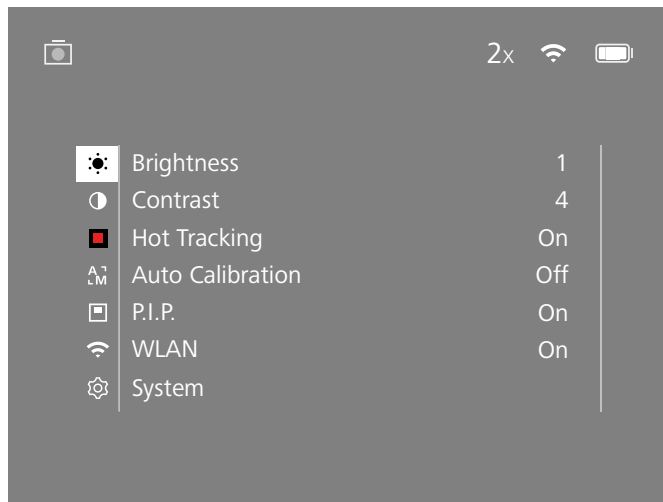 2x
Brightness 1
Contrast 4
Hot Tracking On
A M Auto Calibration Off
P.I.P. On
WLAN On
System